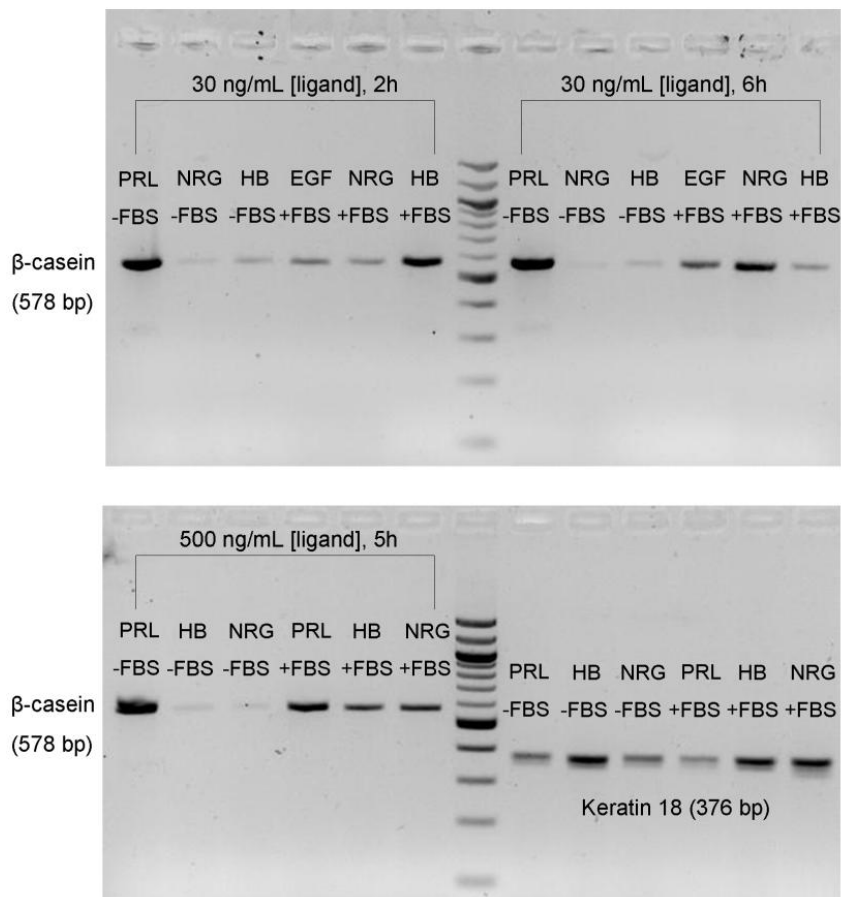 30 ng/mL [ligand], 2h
30 ng/mL [ligand], 6h
PRL NRG HB EGF NRG HB
-FBS -FBS -FBS +FBS +FBS +FBS
PRL NRG HB EGF NRG HB
-FBS -FBS -FBS +FBS +FBS +FBS
β-casein
(578 bp)
500 ng/mL [ligand], 5h
PRL HB NRG PRL HB NRG
-FBS -FBS -FBS +FBS +FBS +FBS
β-casein
(578 bp)
PRL HB NRG PRL HB NRG
-FBS -FBS -FBS +FBS +FBS +FBS
Keratin 18 (376 bp)